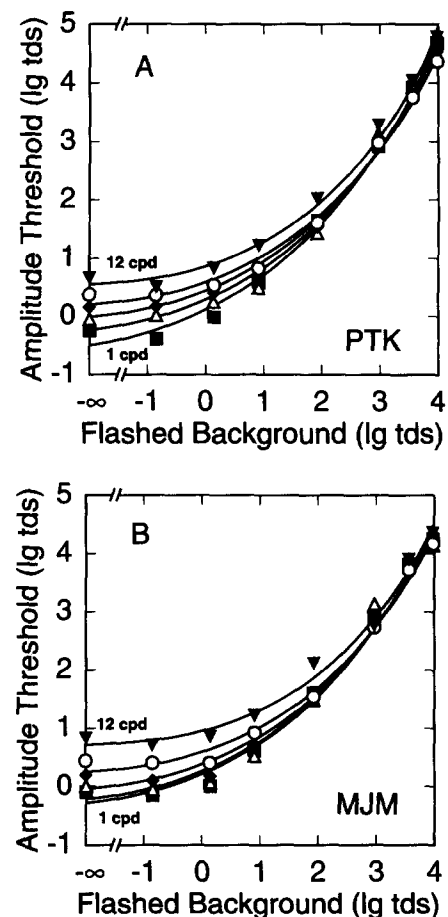 A
Amplitude Threshold (lg tds)
5
4
3
2
1
0
-1
12 cpd
1 cpd
PTK
-∞ -1 0 1 2 3 4
Flashed Background (lg tds)
B
Amplitude Threshold (lg tds)
5
4
3
2
1
0
-1
12 cpd
1 cpd
MJM
-∞ -1 0 1 2 3 4
Flashed Background (lg tds)